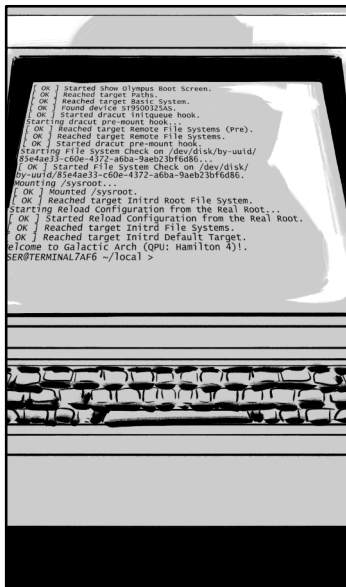 [ OK ] Started Show Olympus Boot Screen.
[ OK ] Reached target Paths.
[ OK ] Reached target Basic System.
[ OK ] Found device ST9500325AS.
[ OK ] Started dracut initqueue hook.
Starting dracut pre-mount hook...
[ OK ] Reached target Remote File Systems (Pre).
[ OK ] Reached target Remote File Systems.
[ OK ] Started dracut pre-mount hook.
Starting File System Check on /dev/disk/by-uuid/
85e4ae33-c60e-4372-a6ba-9aeb23bf6d86...
[ OK ] Started File System Check on /dev/disk/
by-uuid/85e4ae33-c60e-4372-a6ba-9aeb23bf6d86.
Mounting /sysroot...
[ OK ] Mounted /sysroot.
[ OK ] Reached target Initrd Root File System.
Starting Reload Configuration from the Real Root...
[ OK ] Started Reload Configuration from the Real Root.
[ OK ] Reached target Initrd File Systems.
[ OK ] Reached target Initrd Default Target.
elcome to Galactic Arch (QPU: Hamilton 4)!.
SER@TERMINAL7AF6 ~/local >